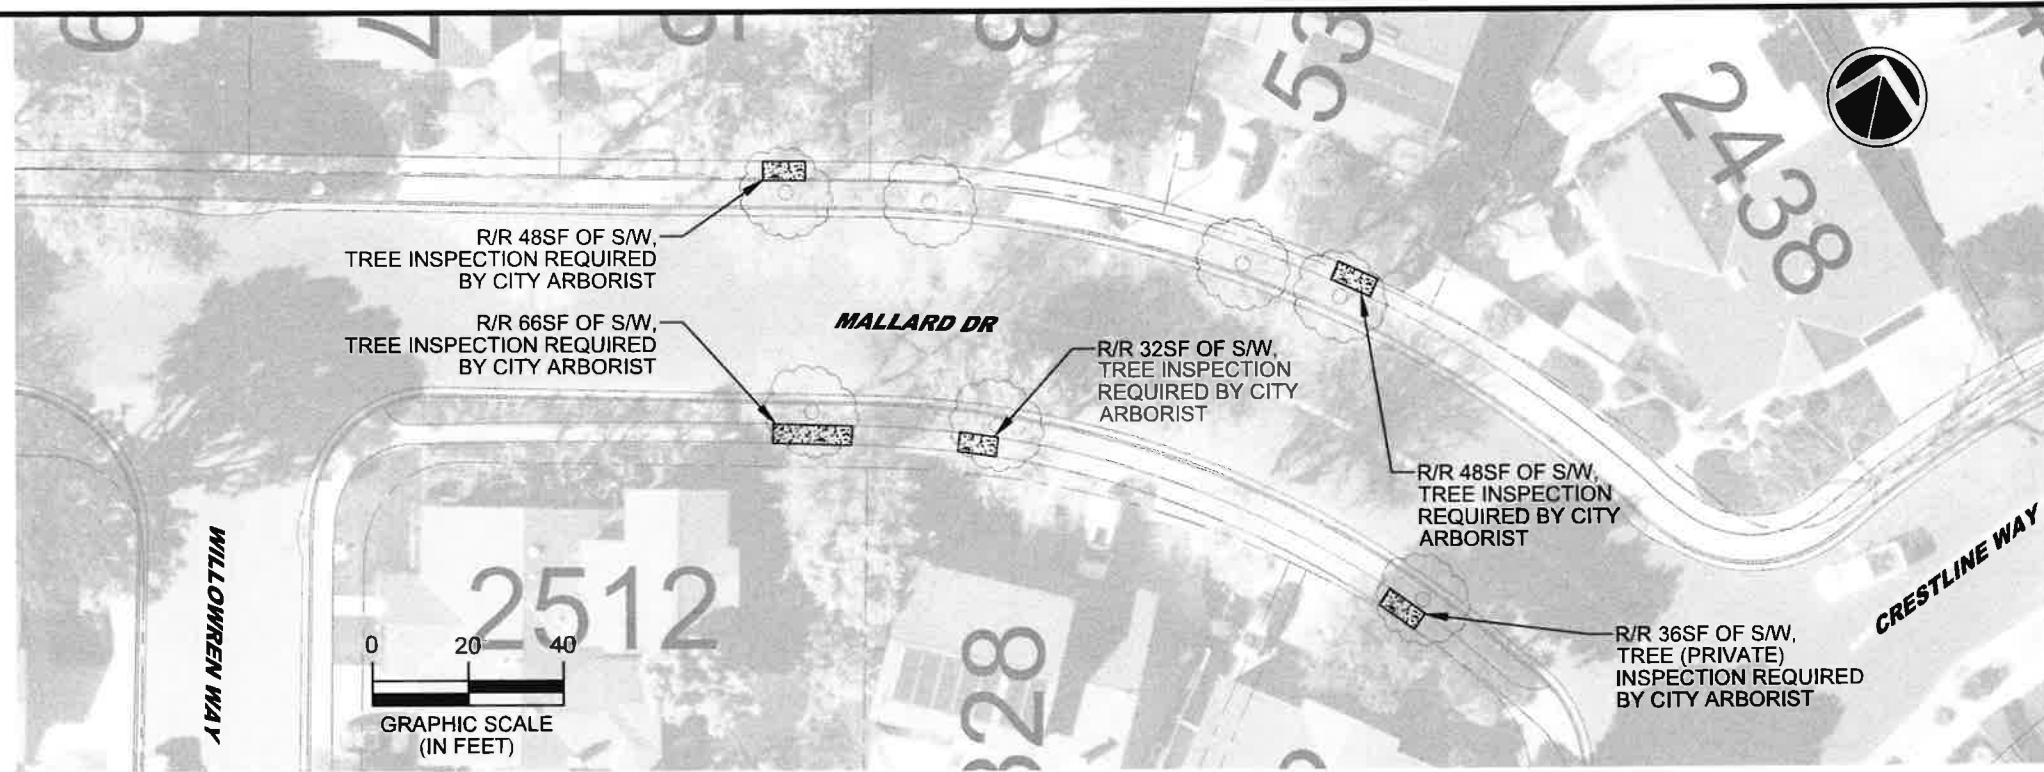 53
2438
R/R 48SF OF S/W,
TREE INSPECTION REQUIRED
BY CITY ARBORIST
R/R 66SF OF S/W,
TREE INSPECTION REQUIRED
BY CITY ARBORIST
MALLARD DR
R/R 32SF OF S/W,
TREE INSPECTION
REQUIRED BY CITY
ARBORIST
R/R 48SF OF S/W,
TREE INSPECTION
REQUIRED BY CITY
ARBORIST
WILLOWREN WAY
2512
0 20 40
GRAPHIC SCALE
(IN FEET)
328
R/R 36SF OF S/W,
TREE (PRIVATE)
INSPECTION REQUIRED
BY CITY ARBORIST
CRESTLINE WAY